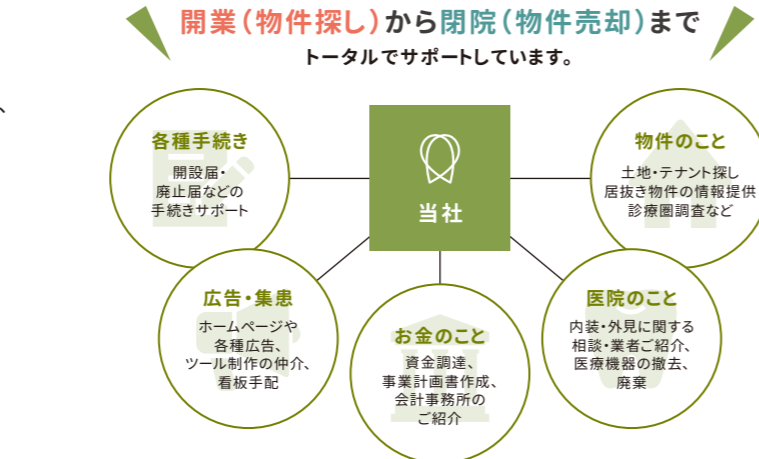 開業(物件探し)から閉院(物件売却)まで
トータルでサポートしています。
、
各種手続き
開設届・
廃止届などの
手続きサポート
当社
物件のこと
土地・テナント探し
居抜き物件の情報提供
診療圏調査など
広告・集患
ホームページや
各種広告、
ツール制作の仲介、
看板手配
お金のこと
資金調達、
事業計画書作成、
会計事務所の
ご紹介
医院のこと
内装・外見に関する
相談・業者ご紹介、
医療機器の撤去、
廃棄